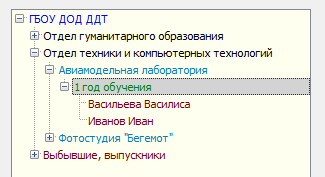 ГБОУ ДОД ДДТ
Отдел гуманитарного образования
Отдел техники и компьютерных технологий
Авиамодельная лаборатория
1 год обучения
Васильева Василиса
Иванов Иван
Фотостудия "Бегемот"
Выбывшие, выпускники